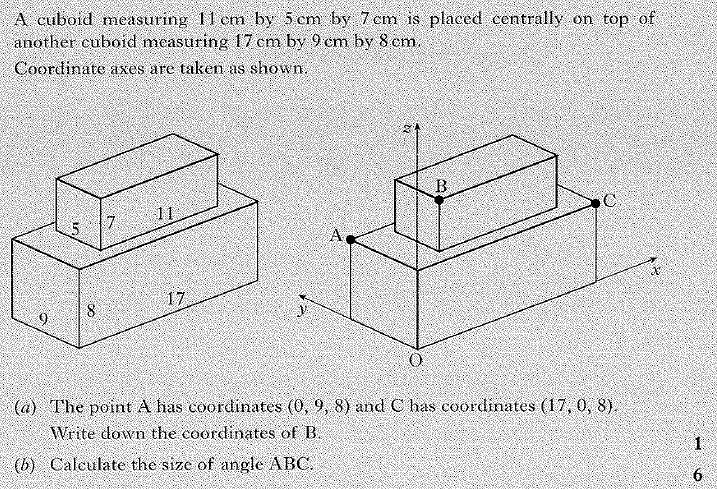 A cuboid measuring 11 cm by 5 cm by 7 cm is placed centrally on top of
another cuboid measuring 17 cm by 9 cm by 8 cm.
Coordinate axes are taken as shown.
5
7
11
9
8
17
z
B
C
A
x
y
O
(a) The point A has coordinates (0, 9, 8) and C has coordinates (17, 0, 8).
Write down the coordinates of B.
1
(b) Calculate the size of angle ABC.
6